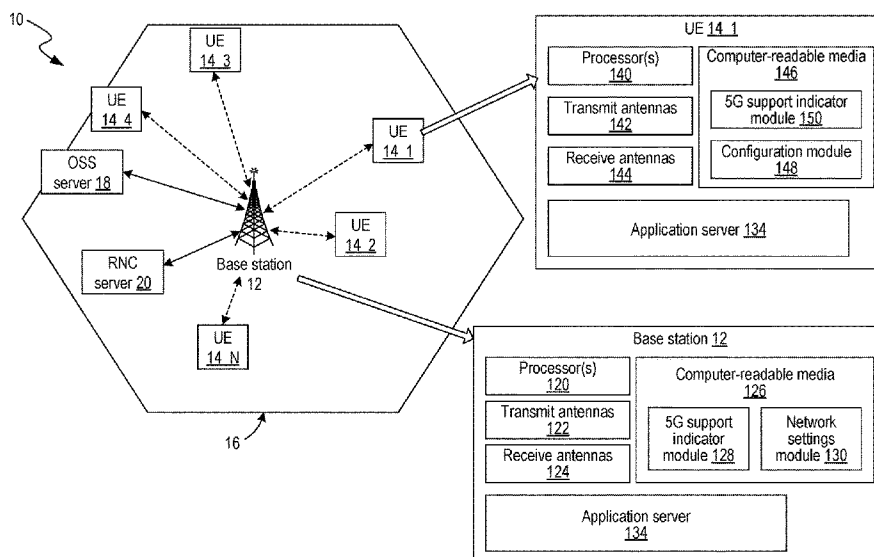 10
UE
14_3
UE
14_4
OSS
server 18
UE
14_1
UE
14_2
RNC
server 20
Base station
12
UE
14_N
16
UE 14_1
Processor(s)
140
Transmit antennas
142
Receive antennas
144
Computer-readable media
146
5G support indicator
module 150
Configuration module
148
Application server 134
Base station 12
Processor(s)
120
Transmit antennas
122
Receive antennas
124
Computer-readable media
126
5G support
indicator
module 128
Network
settings
module 130
Application server
134